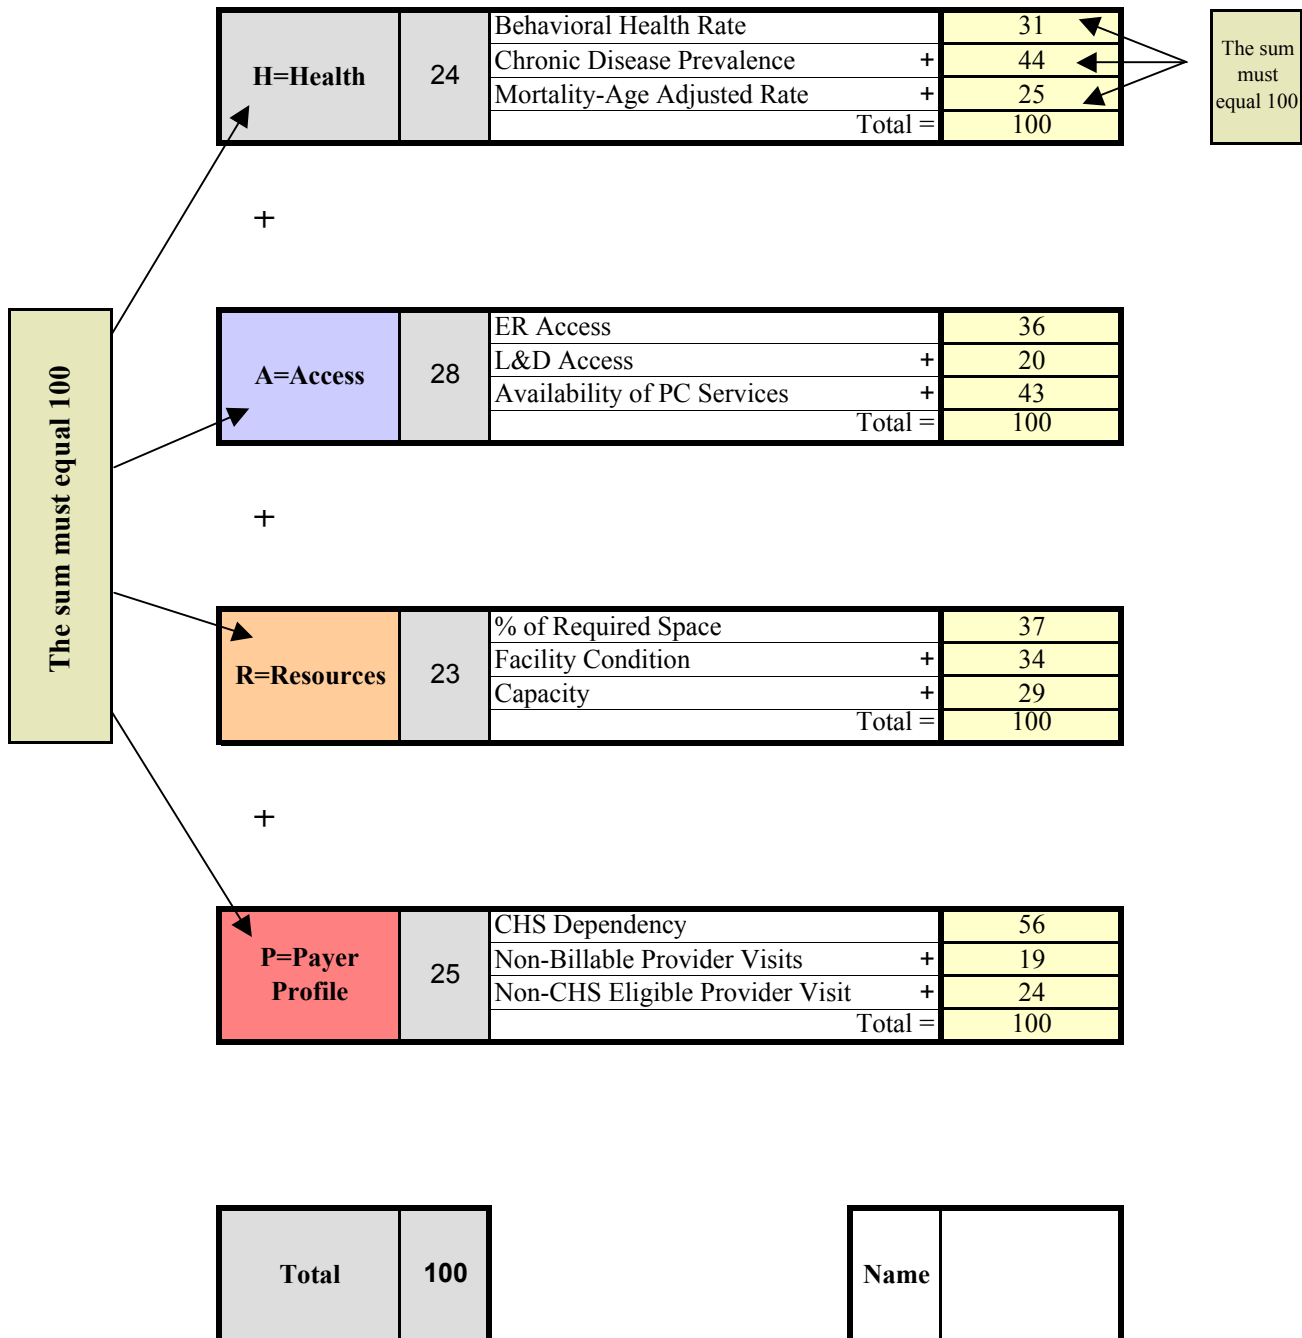 Behavioral Health Rate 31
Chronic Disease Prevalence + 44
H=Health 24
Mortality-Age Adjusted Rate + 25
Total = 100
The sum
must
equal 100
+
The sum must equal 100
ER Access 36
L&D Access + 20
A=Access 28
Availability of PC Services + 43
Total = 100
+
% of Required Space 37
Facility Condition + 34
R=Resources 23
Capacity + 29
Total = 100
+
CHS Dependency 56
P=Payer
Profile
25
Non-Billable Provider Visits + 19
Non-CHS Eligible Provider Visit + 24
Total = 100
Total 100
Name